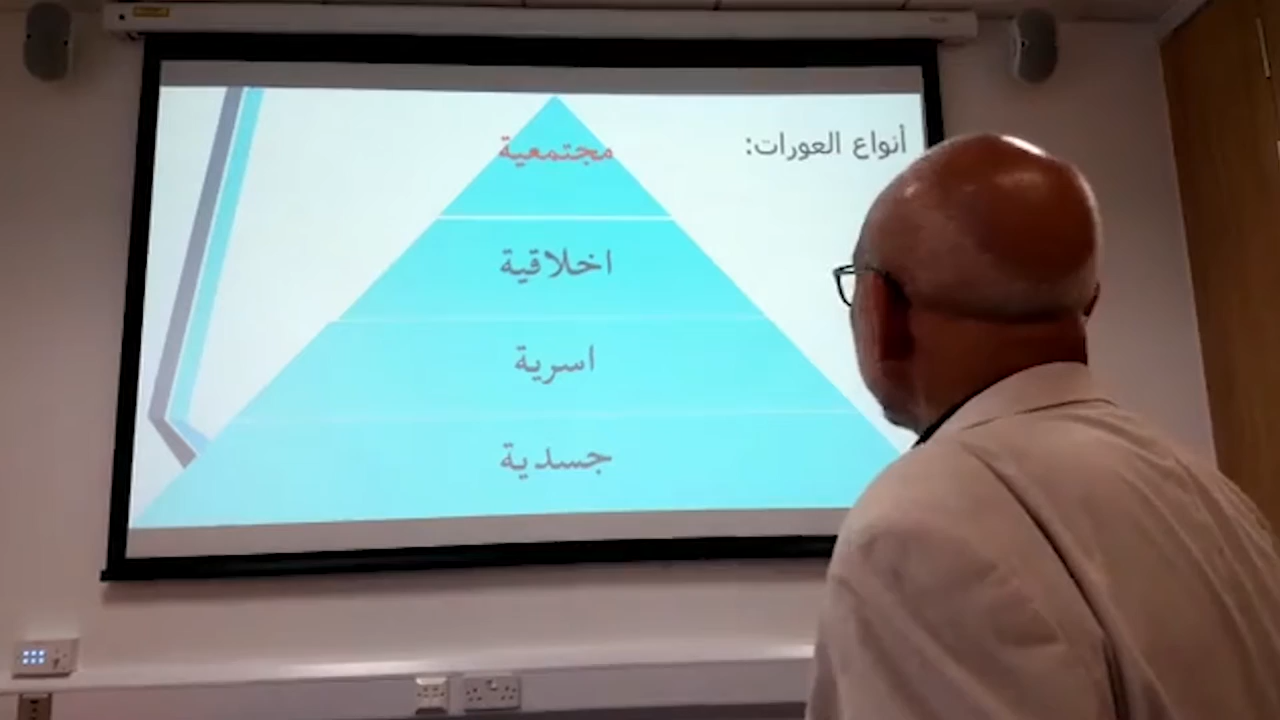 أنواع العورات:
مجتمعية
اخلاقية
اسرية
جسدية